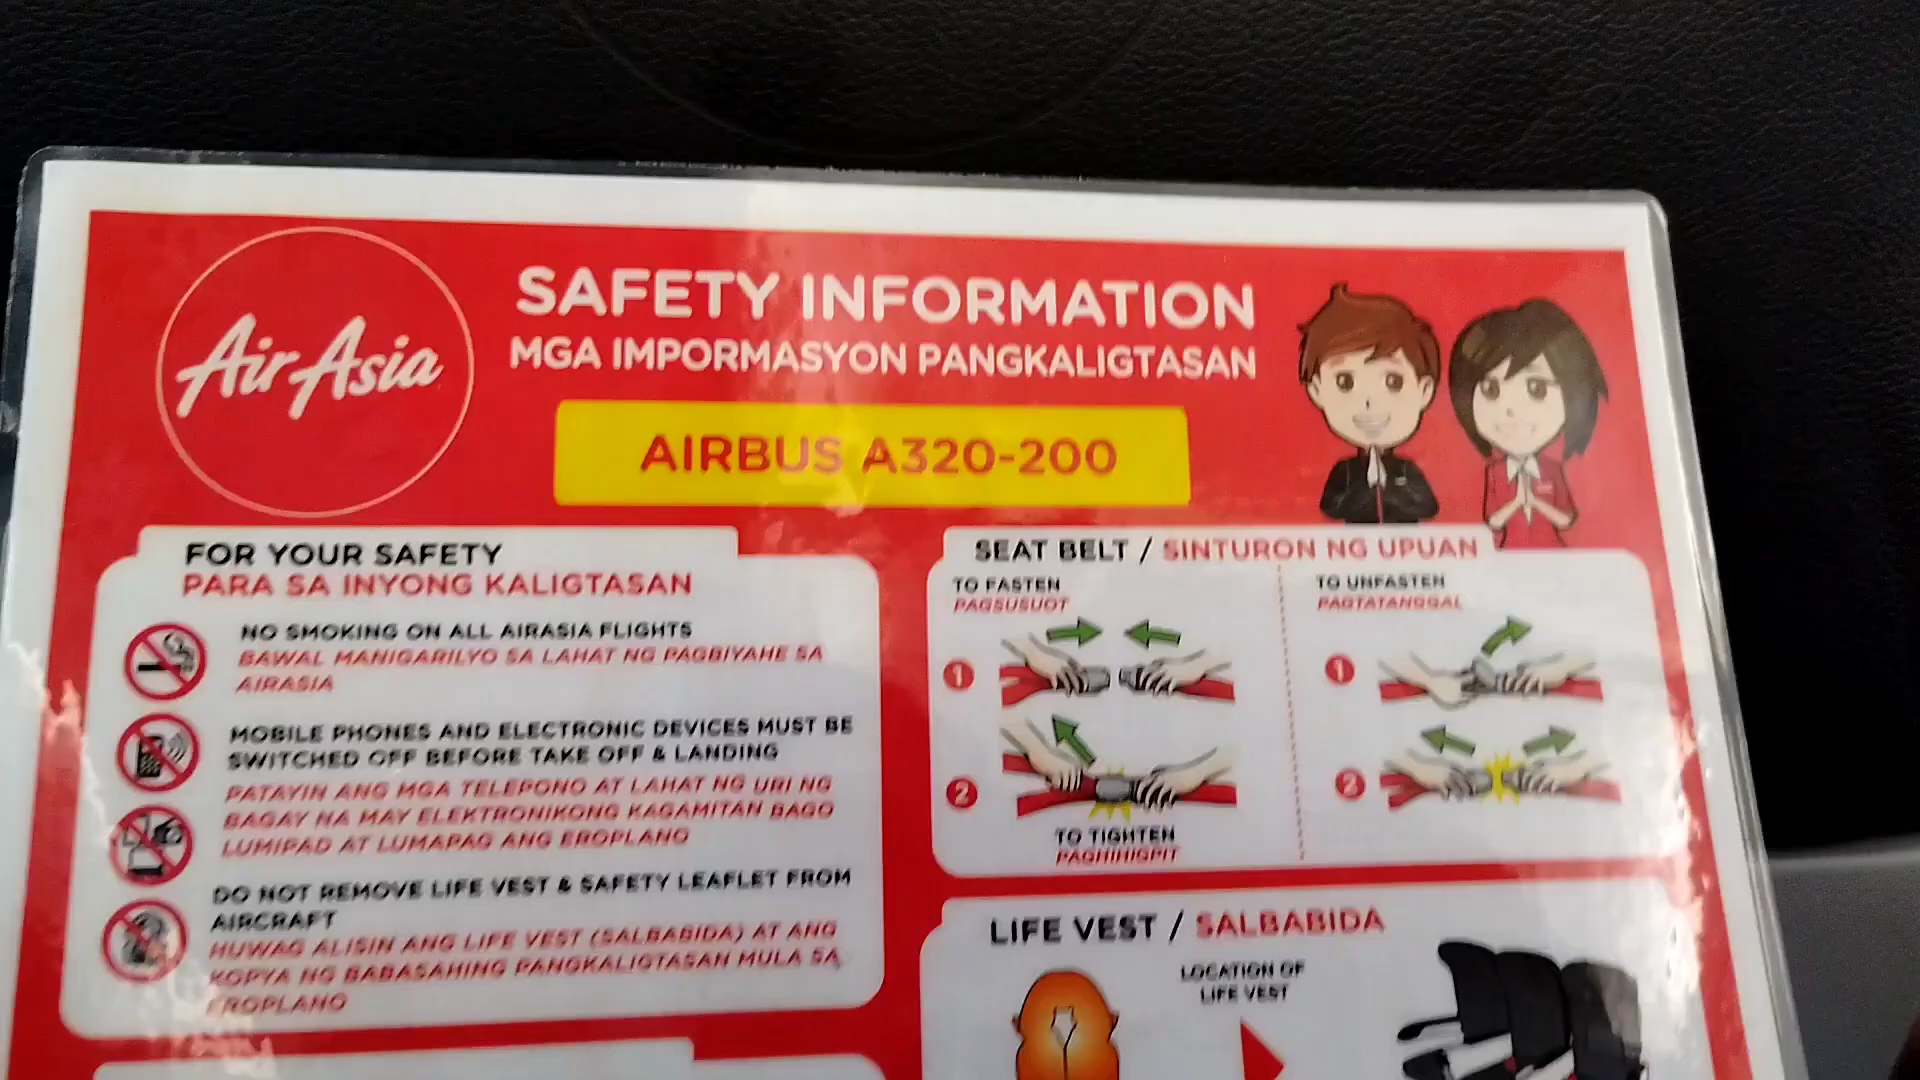 AirAsia
SAFETY INFORMATION
MGA IMPORMASYON PANGKALIGTASAN
AIRBUS A320-200
FOR YOUR SAFETY
PARA SA INYONG KALIGTASAN
NO SMOKING ON ALL AIRASIA FLIGHTS
BAWAL MANIGARILYO SA LAHAT NG PAGBIYAHE SA
AIRASIA
MOBILE PHONES AND ELECTRONIC DEVICES MUST BE
SWITCHED OFF BEFORE TAKE OFF & LANDING
PATAYIN ANG MGA TELEPONO AT LAHAT NG URI NG
BAGAY NA MAY ELEKTRONIKONG KAGAMITAN BAGO
LUMIPAD AT LUMAPAG ANG EROPLANO
DO NOT REMOVE LIFE VEST & SAFETY LEAFLET FROM
AIRCRAFT
HUWAG ALISIN ANG LIFE VEST (SALBABIDA) AT ANG
KOPYA NG BABASAHING PANGKALIGTASAN MULA SA
EROPLANO
SEAT BELT / SINTURON NG UPUAN
TO FASTEN
PAGSUSUOT
1
2
TO TIGHTEN
PAGHIHIGPIT
TO UNFASTEN
PAGTATANGGAL
1
2
LIFE VEST / SALBABIDA
LOCATION OF
LIFE VEST